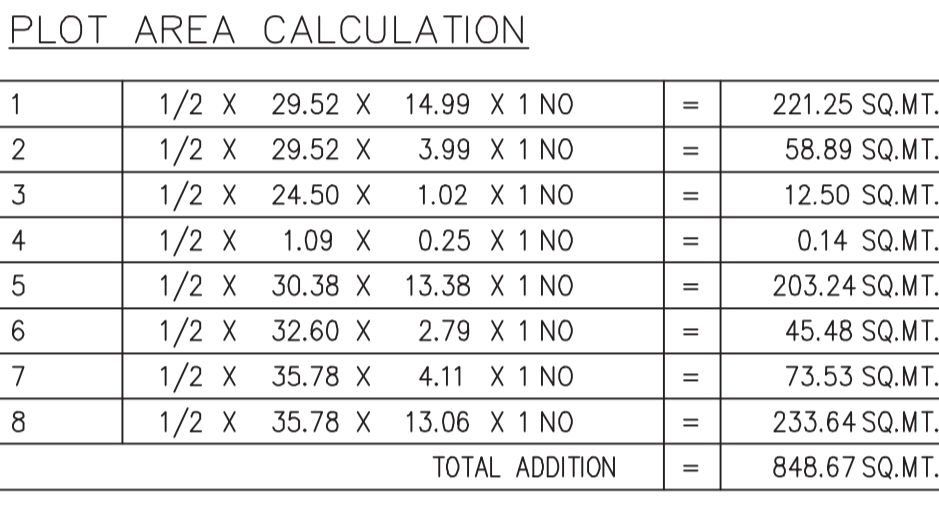 PLOT AREA CALCULATION
1 1/2 X 29.52 X 14.99 X 1 NO = 221.25 SQ.MT.
2 1/2 X 29.52 X 3.99 X 1 NO = 58.89 SQ.MT.
3 1/2 X 24.50 X 1.02 X 1 NO = 12.50 SQ.MT.
4 1/2 X 1.09 X 0.25 X 1 NO = 0.14 SQ.MT.
5 1/2 X 30.38 X 13.38 X 1 NO = 203.24 SQ.MT.
6 1/2 X 32.60 X 2.79 X 1 NO = 45.48 SQ.MT.
7 1/2 X 35.78 X 4.11 X 1 NO = 73.53 SQ.MT.
8 1/2 X 35.78 X 13.06 X 1 NO = 233.64 SQ.MT.
TOTAL ADDITION = 848.67 SQ.MT.